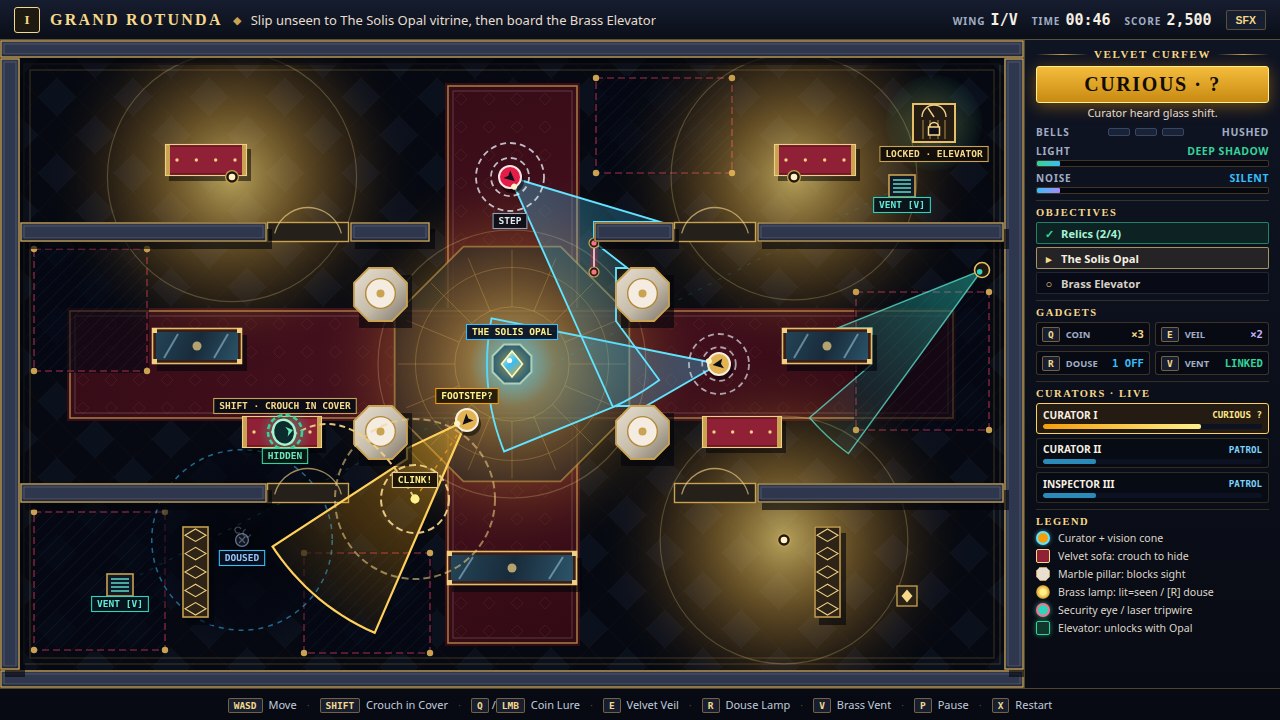 I GRAND ROTUNDA ◆ Slip unseen to The Solis Opal vitrine, then board the Brass Elevator WING I/V TIME 00:46 SCORE 2,500 SFX
LOCKED · ELEVATOR
VENT [V]
STEP
THE SOLIS OPAL
FOOTSTEP?
SHIFT · CROUCH IN COVER
HIDDEN
CLINK!
DOUSED
VENT [V]
VELVET CURFEW
CURIOUS · ?
Curator heard glass shift.
BELLS HUSHED
LIGHT DEEP SHADOW
NOISE SILENT
OBJECTIVES
✓ Relics (2/4)
▶ The Solis Opal
○ Brass Elevator
GADGETS
Q COIN ×3 E VEIL ×2
R DOUSE 1 OFF V VENT LINKED
CURATORS · LIVE
CURATOR I CURIOUS ?
CURATOR II PATROL
INSPECTOR III PATROL
LEGEND
Curator + vision cone
Velvet sofa: crouch to hide
Marble pillar: blocks sight
Brass lamp: lit=seen / [R] douse
Security eye / laser tripwire
Elevator: unlocks with Opal
WASD Move · SHIFT Crouch in Cover · Q / LMB Coin Lure · E Velvet Veil · R Douse Lamp · V Brass Vent · P Pause · X Restart